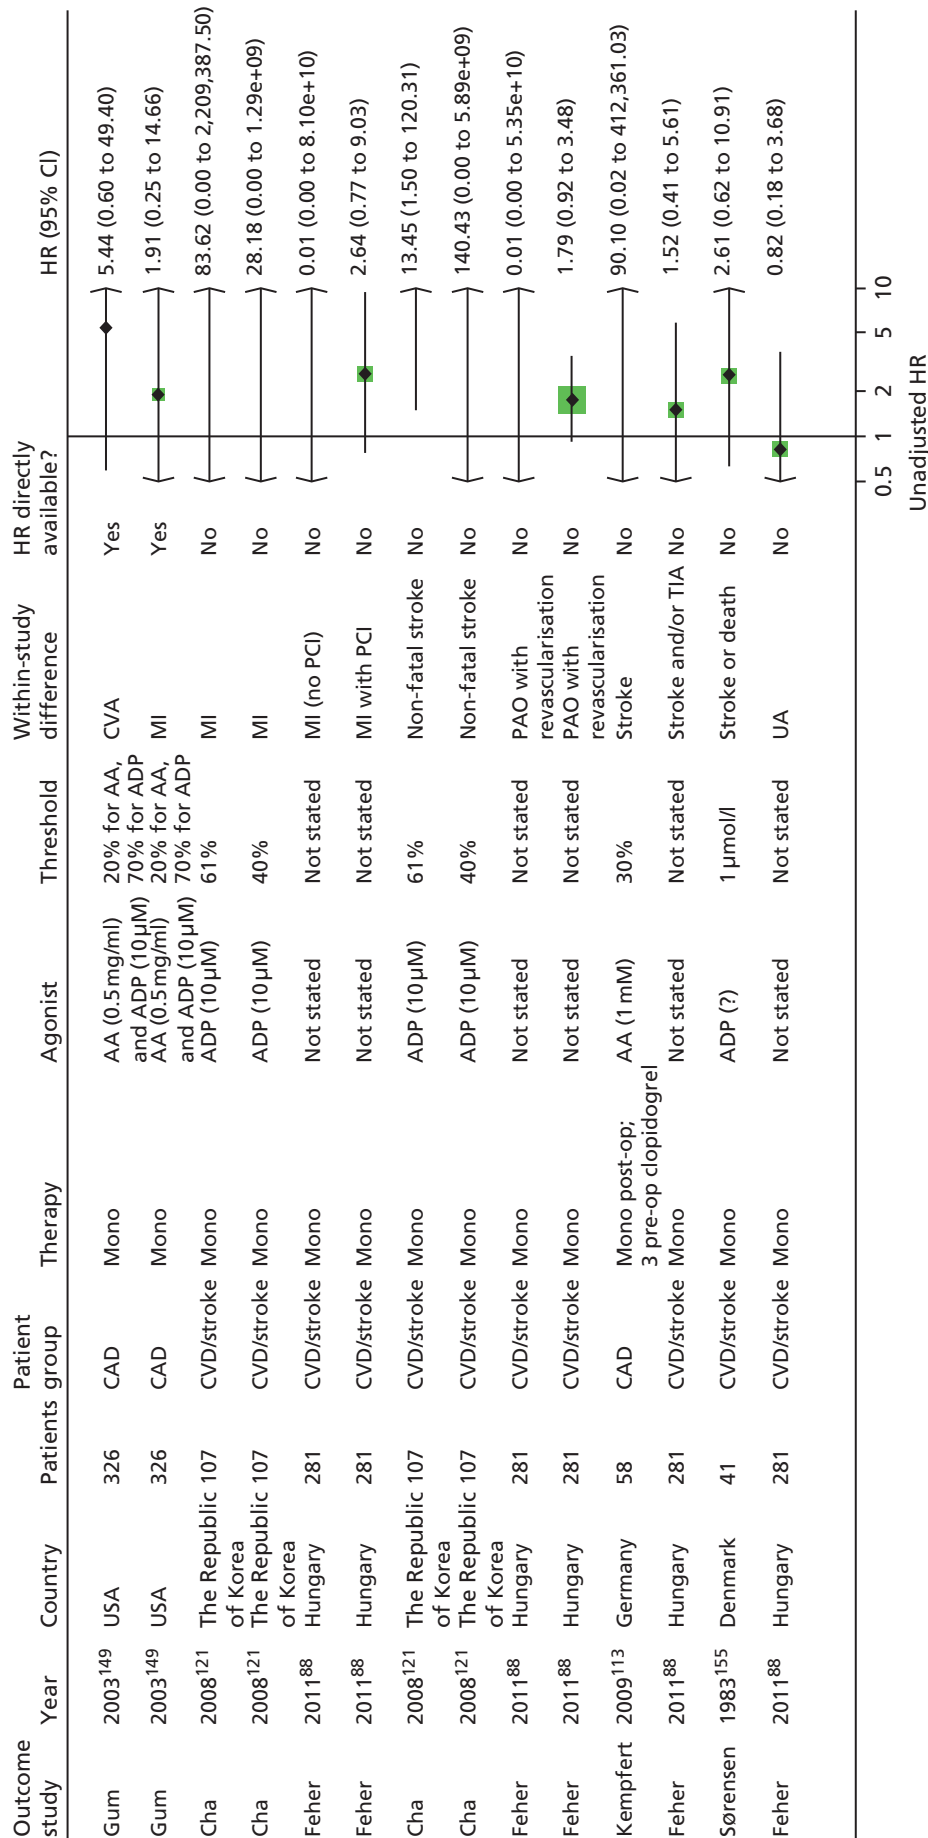 Outcome study Year Country Patients Patient group Therapy Agonist Threshold Within-study difference HR directly available? HR (95% CI)
Gum 2003149 USA 326 CAD Mono AA (0.5 mg/ml) and ADP (10 µM) 20% for AA, 70% for ADP CVA Yes 5.44 (0.60 to 49.40)
Gum 2003149 USA 326 CAD Mono AA (0.5 mg/ml) and ADP (10 µM) 20% for AA, 70% for ADP MI Yes 1.91 (0.25 to 14.66)
Cha 2008121 The Republic of Korea 107 CVD/stroke Mono ADP (10 µM) 61% MI No 83.62 (0.00 to 2,209,387.50)
Cha 2008121 The Republic of Korea 107 CVD/stroke Mono ADP (10 µM) 40% MI No 28.18 (0.00 to 1.29e+09)
Feher 201188 Hungary 281 CVD/stroke Mono Not stated Not stated MI (no PCI) No 0.01 (0.00 to 8.10e+10)
Feher 201188 Hungary 281 CVD/stroke Mono Not stated Not stated MI with PCI No 2.64 (0.77 to 9.03)
Cha 2008121 The Republic of Korea 107 CVD/stroke Mono ADP (10 µM) 61% Non-fatal stroke No 13.45 (1.50 to 120.31)
Cha 2008121 The Republic of Korea 107 CVD/stroke Mono ADP (10 µM) 40% Non-fatal stroke No 140.43 (0.00 to 5.89e+09)
Feher 201188 Hungary 281 CVD/stroke Mono Not stated Not stated PAO with revascularisation No 0.01 (0.00 to 5.35e+10)
Feher 201188 Hungary 281 CVD/stroke Mono Not stated Not stated PAO with revascularisation No 1.79 (0.92 to 3.48)
Kempfert 2009113 Germany 58 CAD Mono post-op; 3 pre-op clopidogrel AA (1 mM) 30% Stroke No 90.10 (0.02 to 412,361.03)
Feher 201188 Hungary 281 CVD/stroke Mono Not stated Not stated Stroke and/or TIA No 1.52 (0.41 to 5.61)
Sørensen 1983155 Denmark 41 CVD/stroke Mono ADP (?) 1 µmol/l Stroke or death No 2.61 (0.62 to 10.91)
Feher 201188 Hungary 281 CVD/stroke Mono Not stated Not stated UA No 0.82 (0.18 to 3.68)
0.5 1 2 5 10
Unadjusted HR